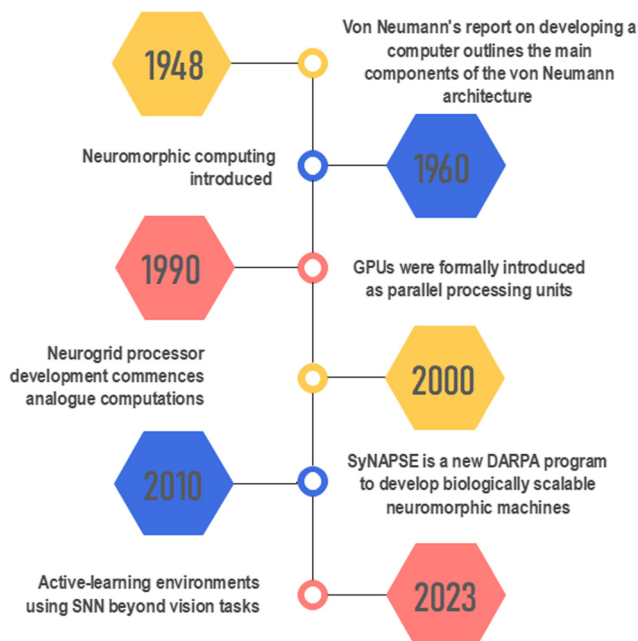 1948
Von Neumann's report on developing a
computer outlines the main
components of the von Neumann
architecture
Neuromorphic computing
introduced
1960
1990
GPUs were formally introduced
as parallel processing units
Neurogrid processor
development commences
analogue computations
2000
2010
SyNAPSE is a new DARPA program
to develop biologically scalable
neuromorphic machines
Active-learning environments
using SNN beyond vision tasks
2023